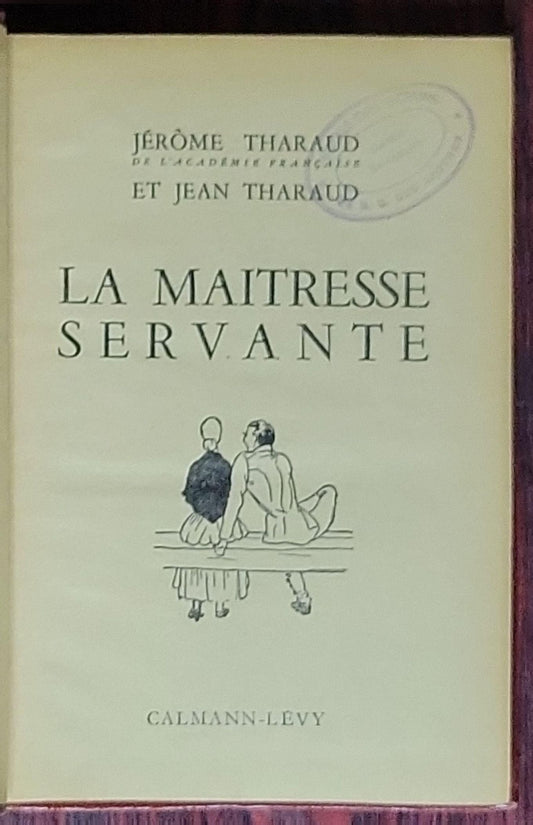 JÉRÔME THARAUD
DE L'ACADÉMIE FRANÇAISE
ET JEAN THARAUD
LA MAITRESSE
SERVANTE
CALMANN-LÉVY